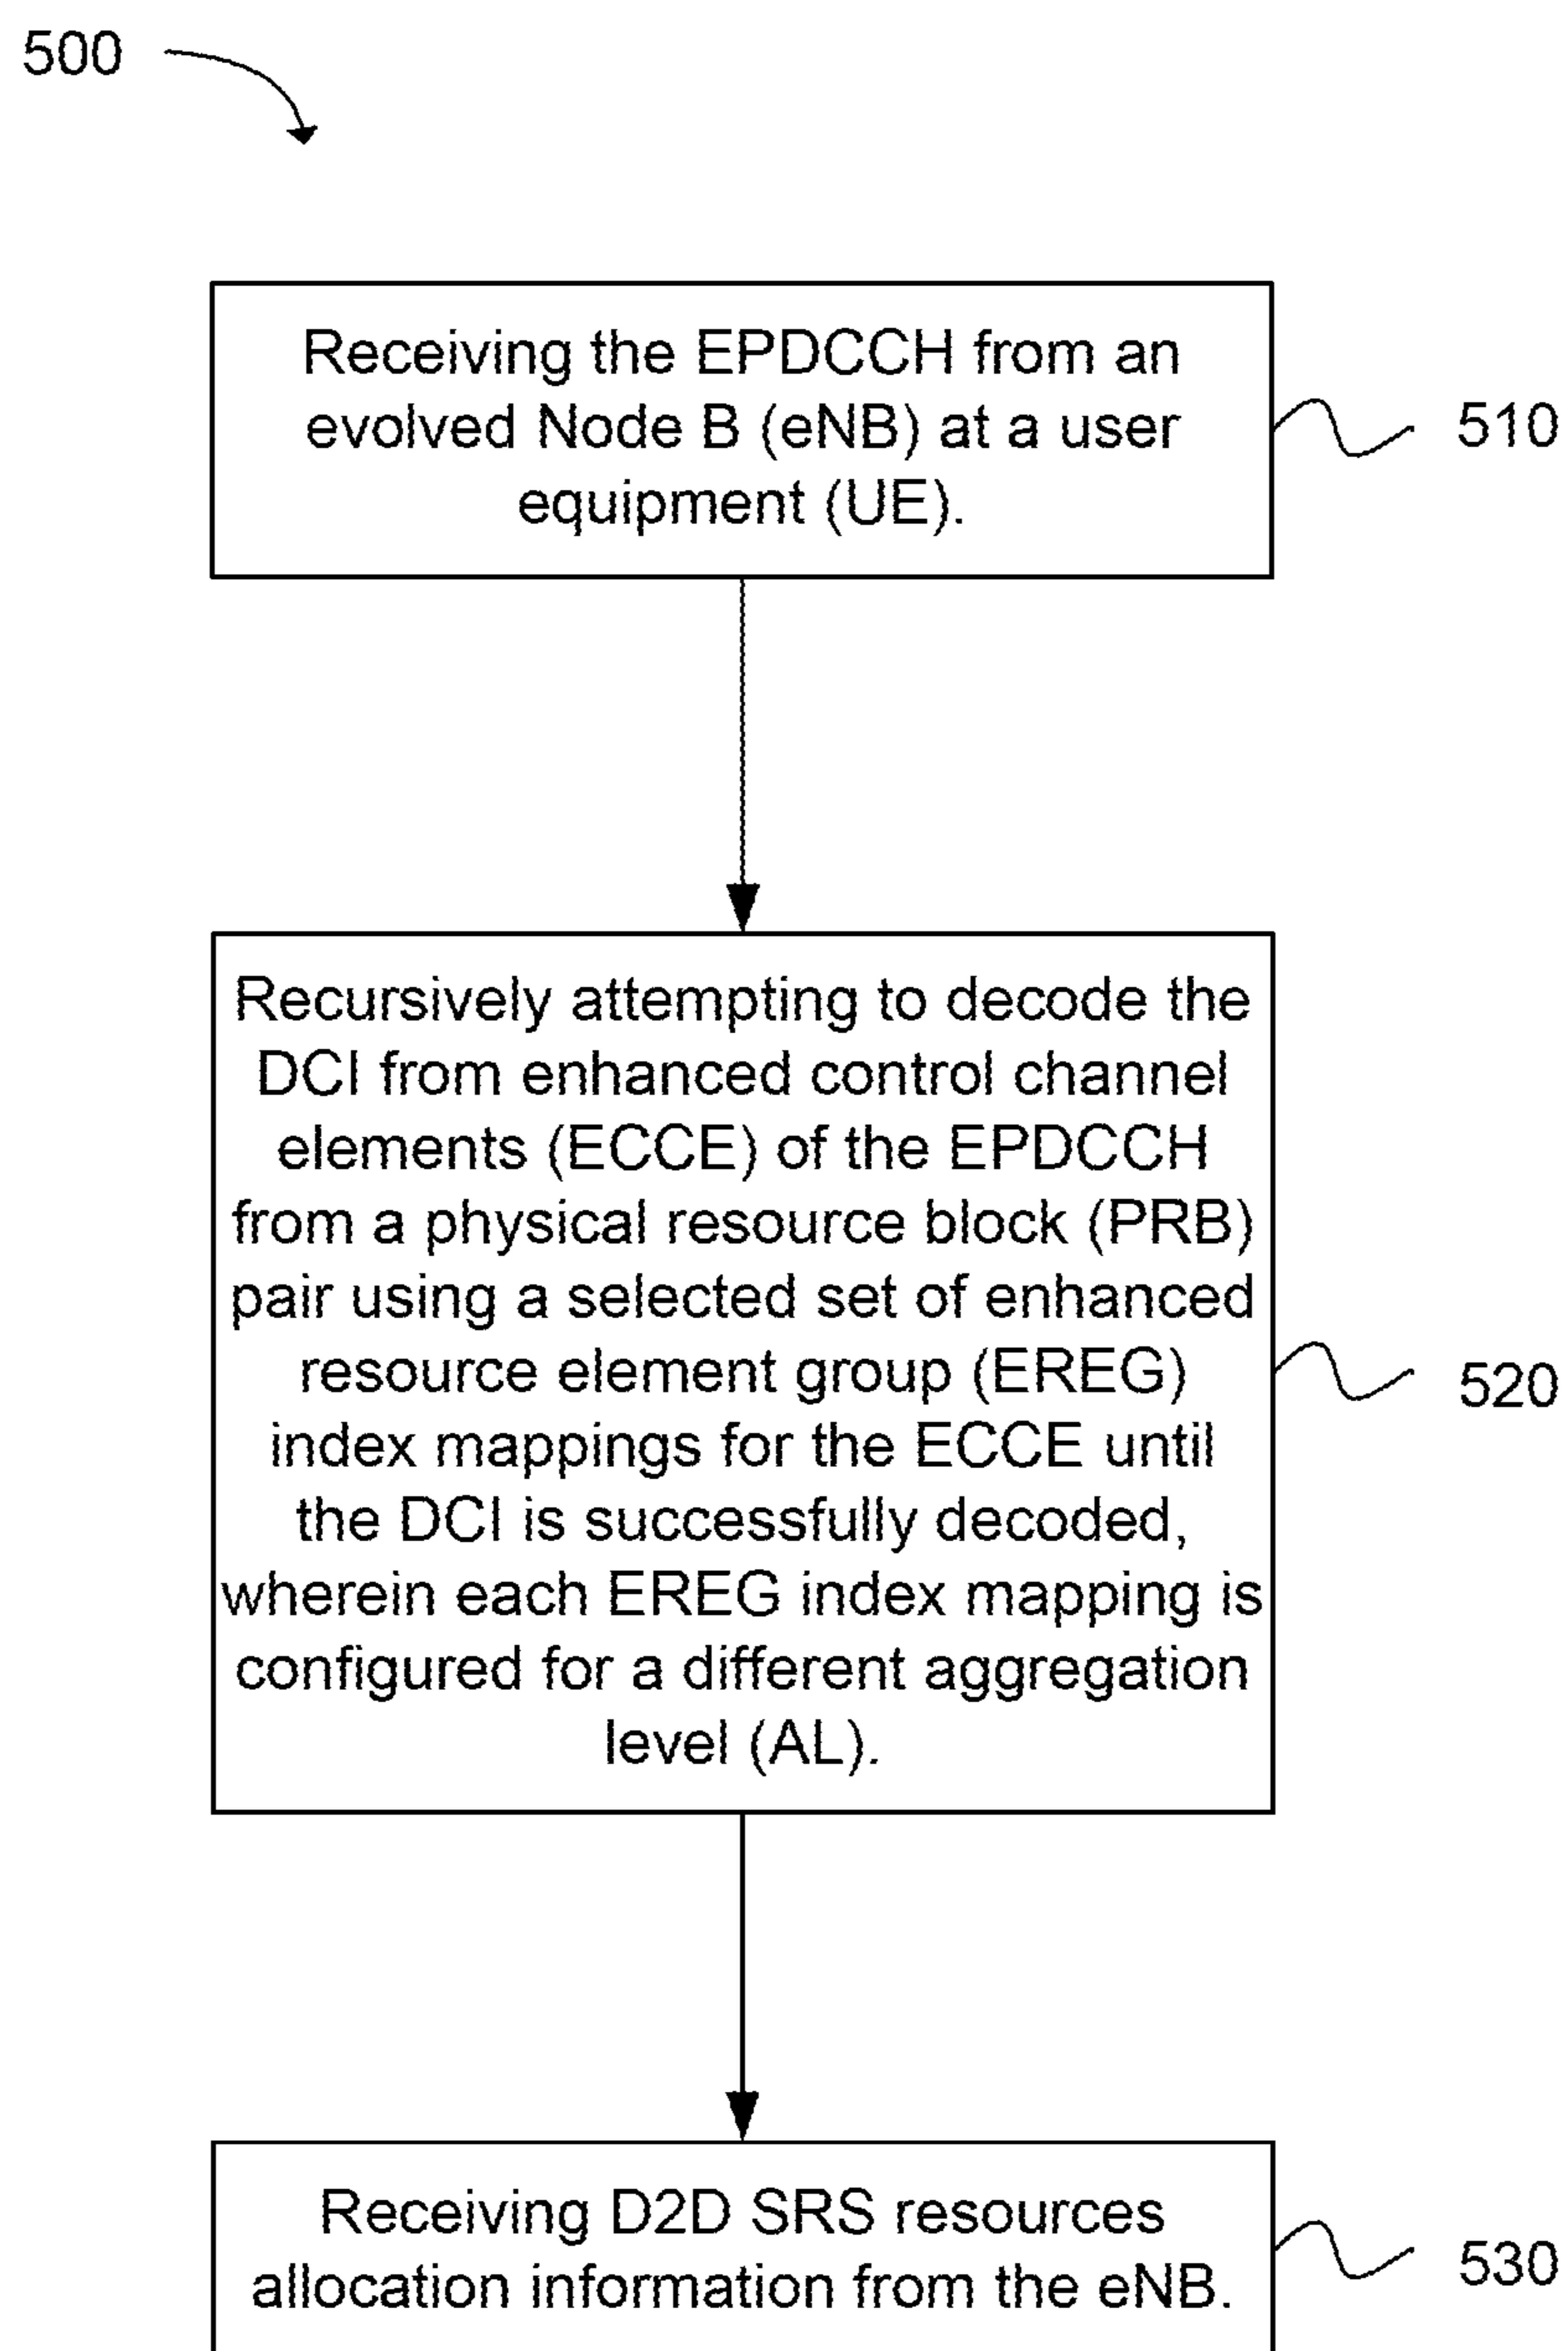 500
Receiving the EPDCCH from an
evolved Node B (eNB) at a user
equipment (UE).
510
Recursively attempting to decode the
DCI from enhanced control channel
elements (ECCE) of the EPDCCH
from a physical resource block (PRB)
pair using a selected set of enhanced
resource element group (EREG)
index mappings for the ECCE until
the DCI is successfully decoded,
wherein each EREG index mapping is
configured for a different aggregation
level (AL).
520
Receiving D2D SRS resources
allocation information from the eNB.
530